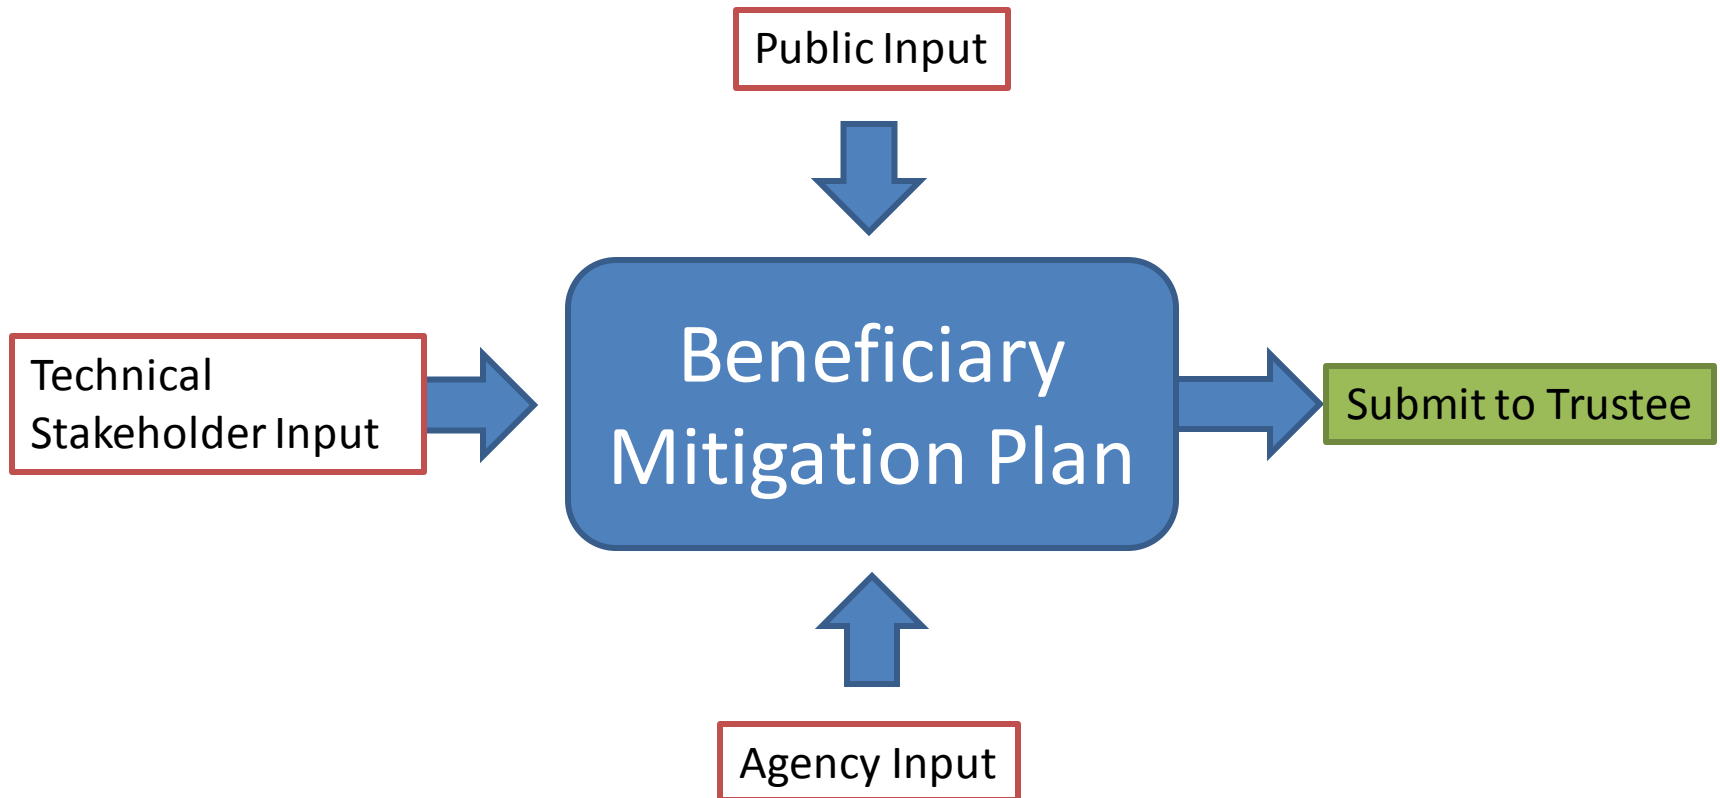 Public Input
Technical
Stakeholder Input
Beneficiary
Mitigation Plan
Submit to Trustee
Agency Input